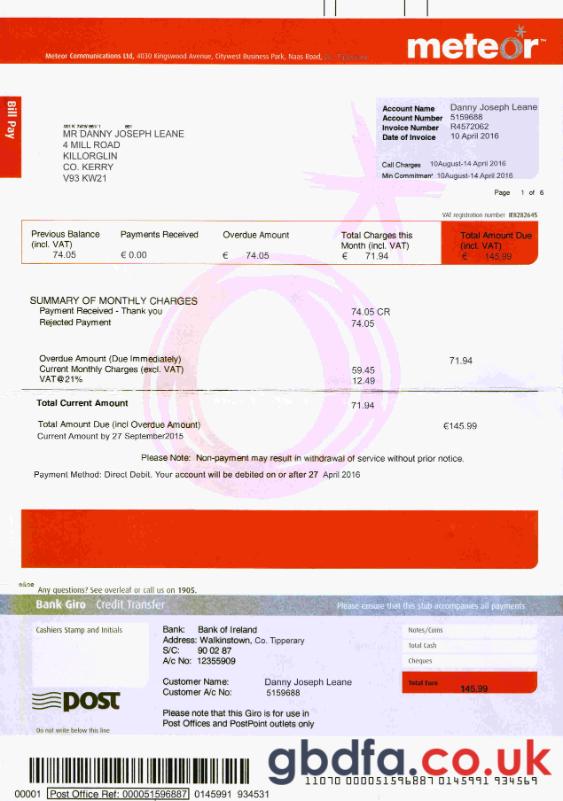 meteor™
Meteor Communications Ltd, 4030 Kingswood Avenue, Citywest Business Park, Naas Road,
Bill Pay
Account Name Danny Joseph Leane
Account Number 5159688
Invoice Number R4572062
Date of Invoice 10 April 2016
MR DANNY JOSEPH LEANE
4 MILL ROAD
KILLORGLIN
CO. KERRY
V93 KW21
Call Charges 10August-14 April 2016
Min Commitment 10August-14 April 2016
Page 1 of 6
VAT registration number IE8282645
Previous Balance (incl. VAT) 74.05
Payments Received € 0.00
Overdue Amount € 74.05
Total Charges this Month (incl. VAT) € 71.94
Total Amount Due (incl. VAT) € 145.99
SUMMARY OF MONTHLY CHARGES
Payment Received - Thank you 74.05 CR
Rejected Payment 74.05
Overdue Amount (Due Immediately) 71.94
Current Monthly Charges (excl. VAT) 59.45
VAT@21% 12.49
Total Current Amount 71.94
Total Amount Due (incl Overdue Amount) €145.99
Current Amount by 27 September2015
Please Note: Non-payment may result in withdrawal of service without prior notice.
Payment Method: Direct Debit. Your account will be debited on or after 27 April 2016
Any questions? See overleaf or call us on 1905.
Bank Giro Credit Transfer
Please ensure that this stub accompanies all payments
Cashiers Stamp and Initials
Bank: Bank of Ireland
Address: Walkinstown, Co. Tipperary
S/C: 90 02 87
A/c No: 12355909
Customer Name: Danny Joseph Leane
Customer A/c No: 5159688
Please note that this Giro is for use in
Post Offices and PostPoint outlets only
Notes/Coins
Total Cash
Cheques
Total Euro 145.99
post
Do not write below this line
gbdfa.co.uk
11070 000051596887 0145991 934569
00001 Post Office Ref: 000051596887 0145991 934531